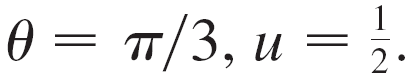 θ = π/3, u = 1/2.